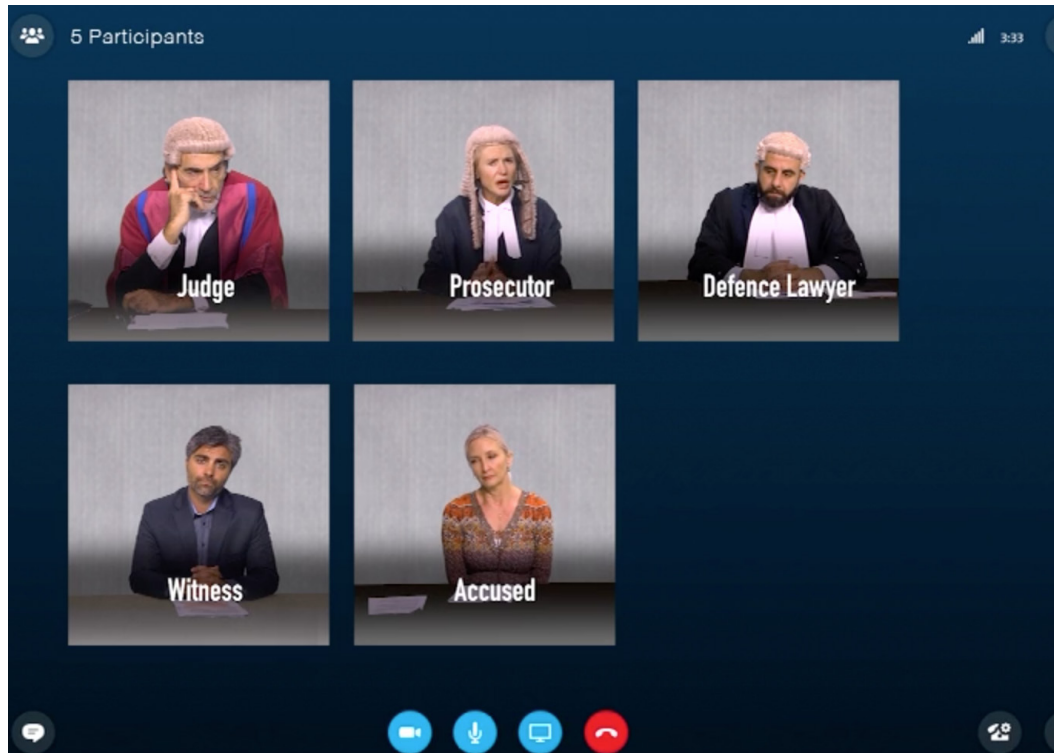 5 Participants
3:33
Judge
Prosecutor
Defence Lawyer
Witness
Accused